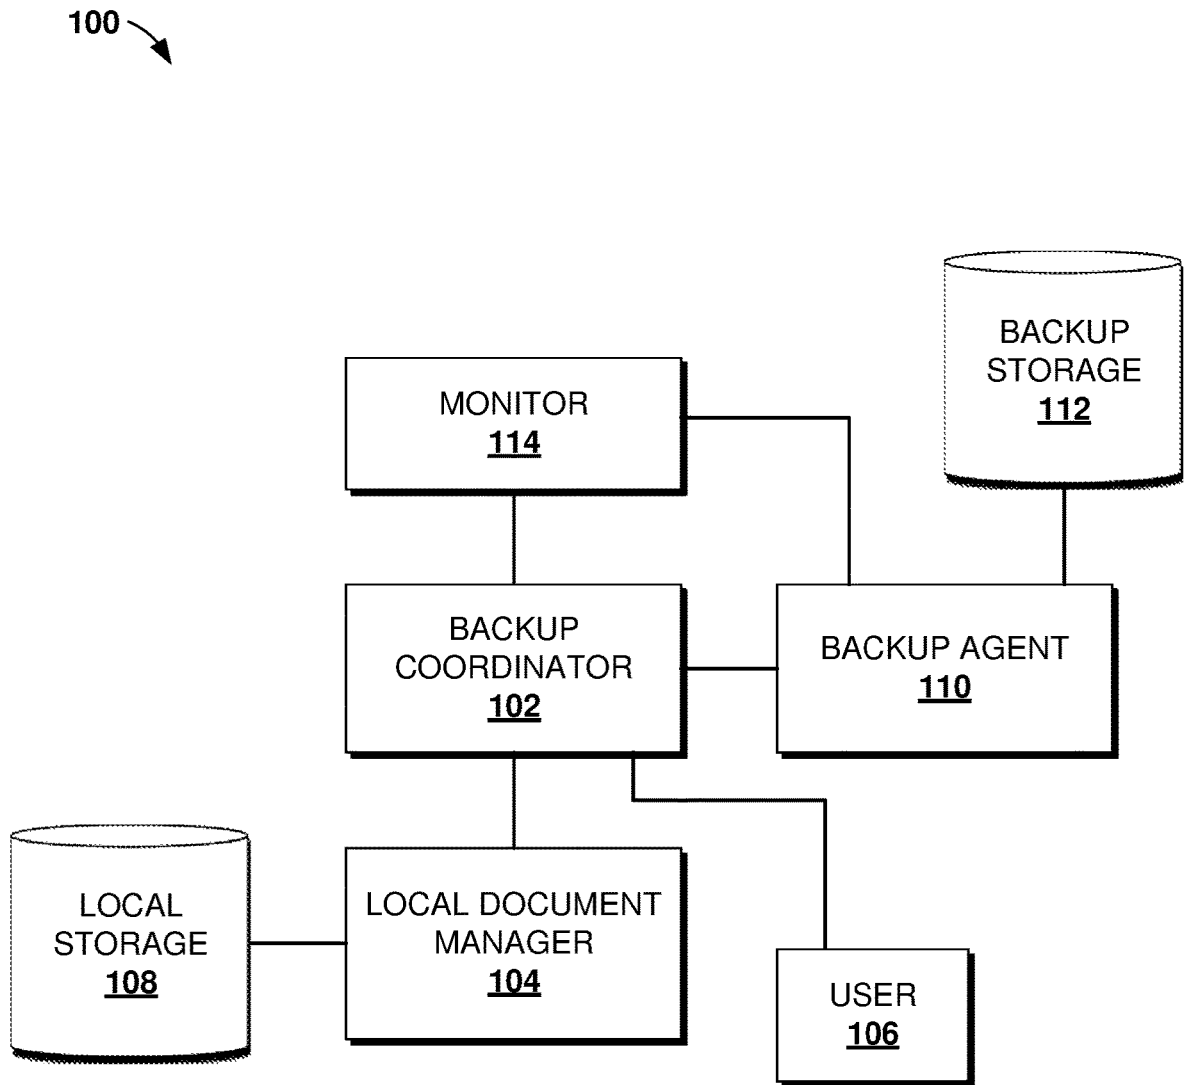 100
BACKUP
STORAGE
112
MONITOR
114
BACKUP
COORDINATOR
102
BACKUP AGENT
110
LOCAL
STORAGE
108
LOCAL DOCUMENT
MANAGER
104
USER
106